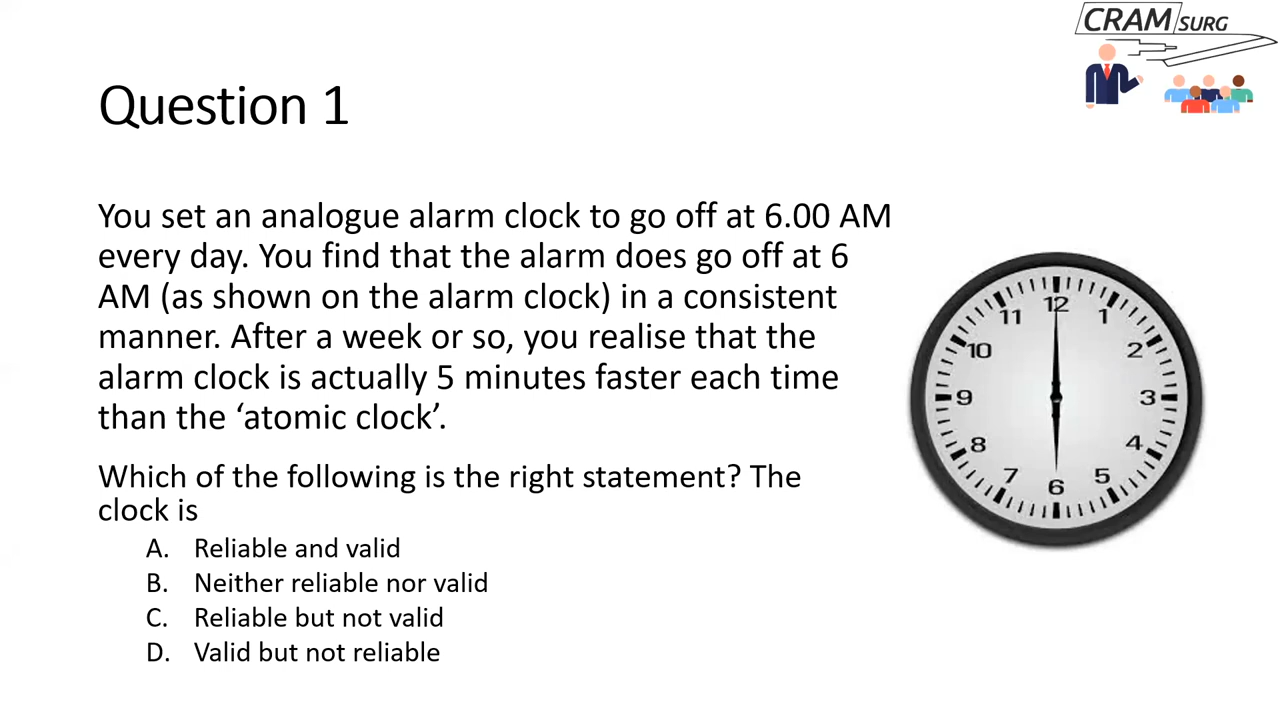 CRAM SURG
Question 1
You set an analogue alarm clock to go off at 6.00 AM
every day. You find that the alarm does go off at 6
AM (as shown on the alarm clock) in a consistent
manner. After a week or so, you realise that the
alarm clock is actually 5 minutes faster each time
than the ‘atomic clock’.
Which of the following is the right statement? The
clock is
A. Reliable and valid
B. Neither reliable nor valid
C. Reliable but not valid
D. Valid but not reliable
12
1
2
3
4
5
6
7
8
9
10
11